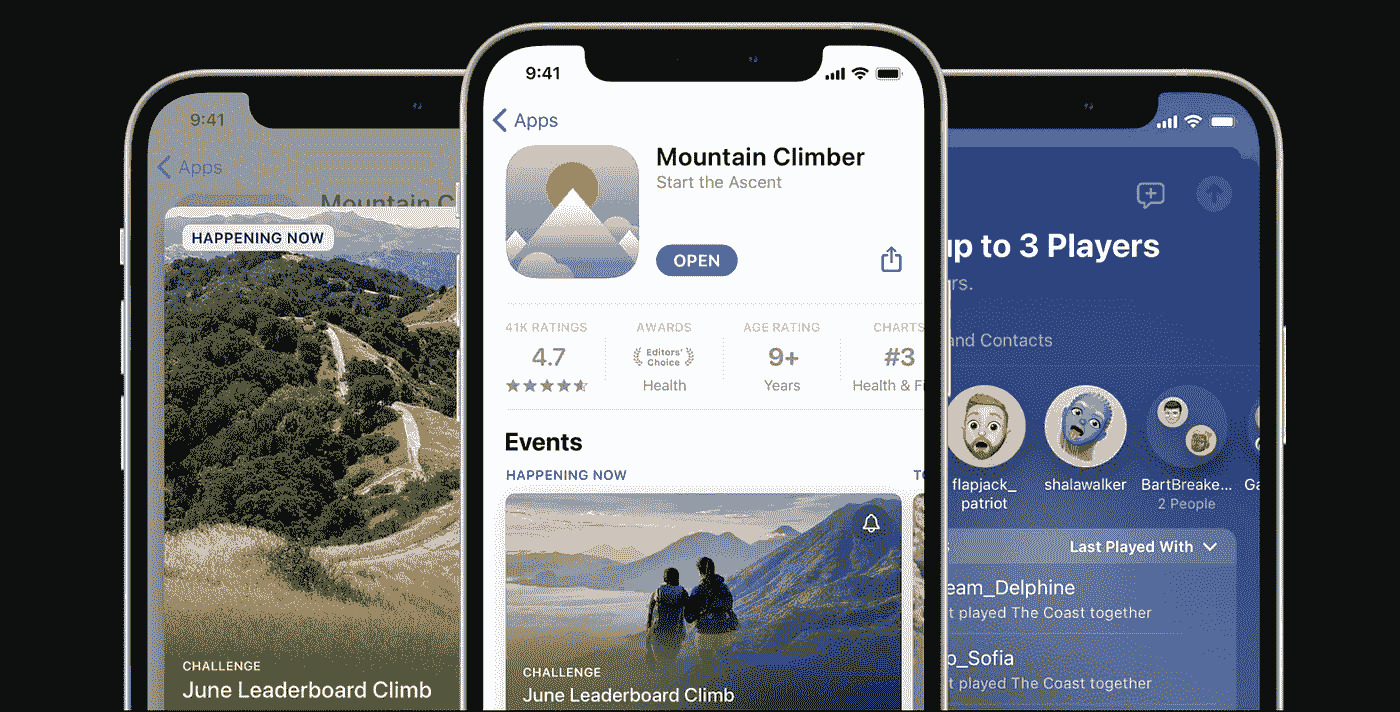 9:41
Apps
Mountain C
HAPPENING NOW
CHALLENGE
June Leaderboard Climb
9:41
Apps
Mountain Climber
Start the Ascent
OPEN
41K RATINGS
4.7
AWARDS
Editors'
Choice
Health
AGE RATING
9+
Years
CHARTS
#3
Health & Fi
Events
HAPPENING NOW
TO
CHALLENGE
June Leaderboard Climb
up to 3 Players
rs.
and Contacts
flapjack_
patriot
shalawalker
BartBreake...
2 People
Ga
s
Last Played With
eam_Delphine
t played The Coast together
o_Sofia
t played The Coast together